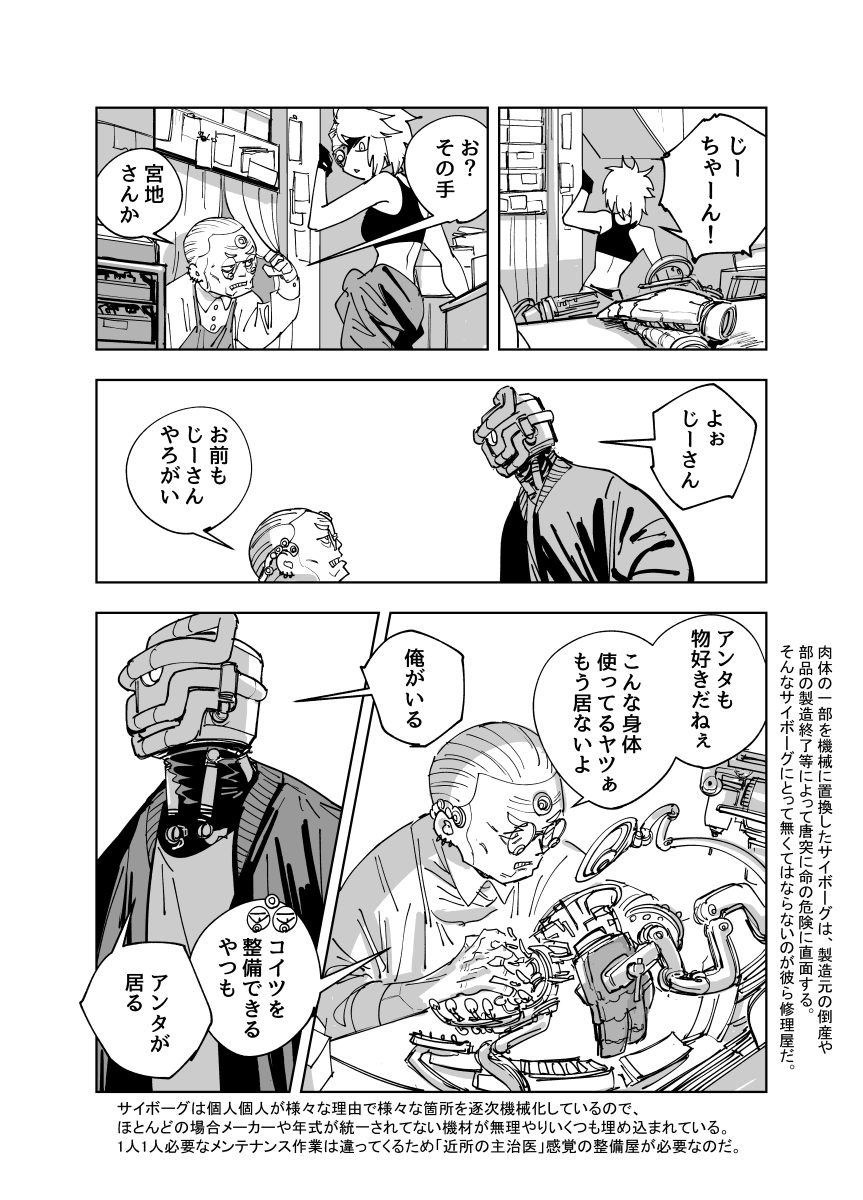 じー
ちゃーん!
お?
その手
宮地
さんか
よぉ
じーさん
お前も
じーさん
やろがい
アンタも
物好きだねぇ
こんな身体
使ってるヤツぁ
もう居ないよ
俺がいる
コイツを
整備できる
やつも
アンタが
居る
肉体の一部を機械に置換したサイボーグは、製造元の倒産や
部品の製造終了等によって唐突に命の危険に直面する。
そんなサイボーグにとって無くてはならないのが彼ら修理屋だ。
サイボーグは個人個人が様々な理由で様々な箇所を逐次機械化しているので、
ほとんどの場合メーカーや年式が統一されてない機材が無理やりいくつも埋め込まれている。
1人1人必要なメンテナンス作業は違ってくるため「近所の主治医」感覚の整備屋が必要なのだ。